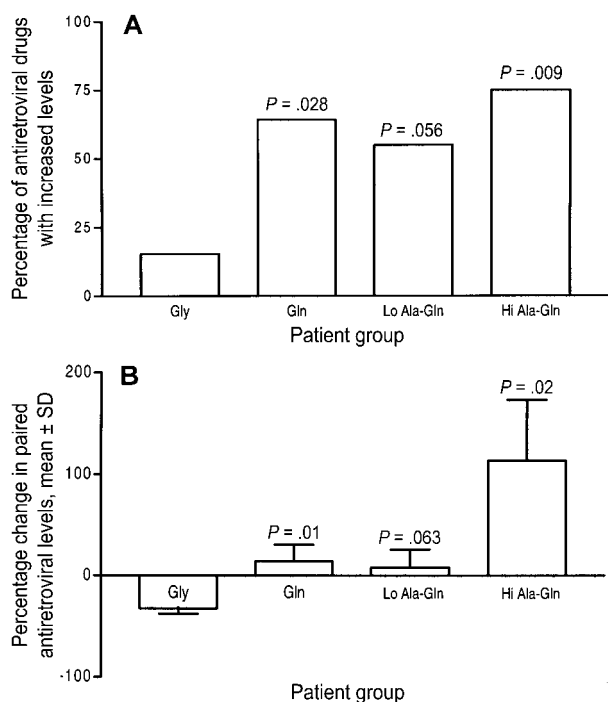 A
Percentage of antiretroviral drugs
with increased levels
100
75
50
25
0
P = .028
P = .056
P = .009
Gly
Gln
Lo Ala-Gln
Hi Ala-Gln
Patient group
B
Percentage change in paired
antiretroviral levels, mean ± SD
200
100
0
-100
P = .01
P = .063
P = .02
Gly
Gln
Lo Ala-Gln
Hi Ala-Gln
Patient group